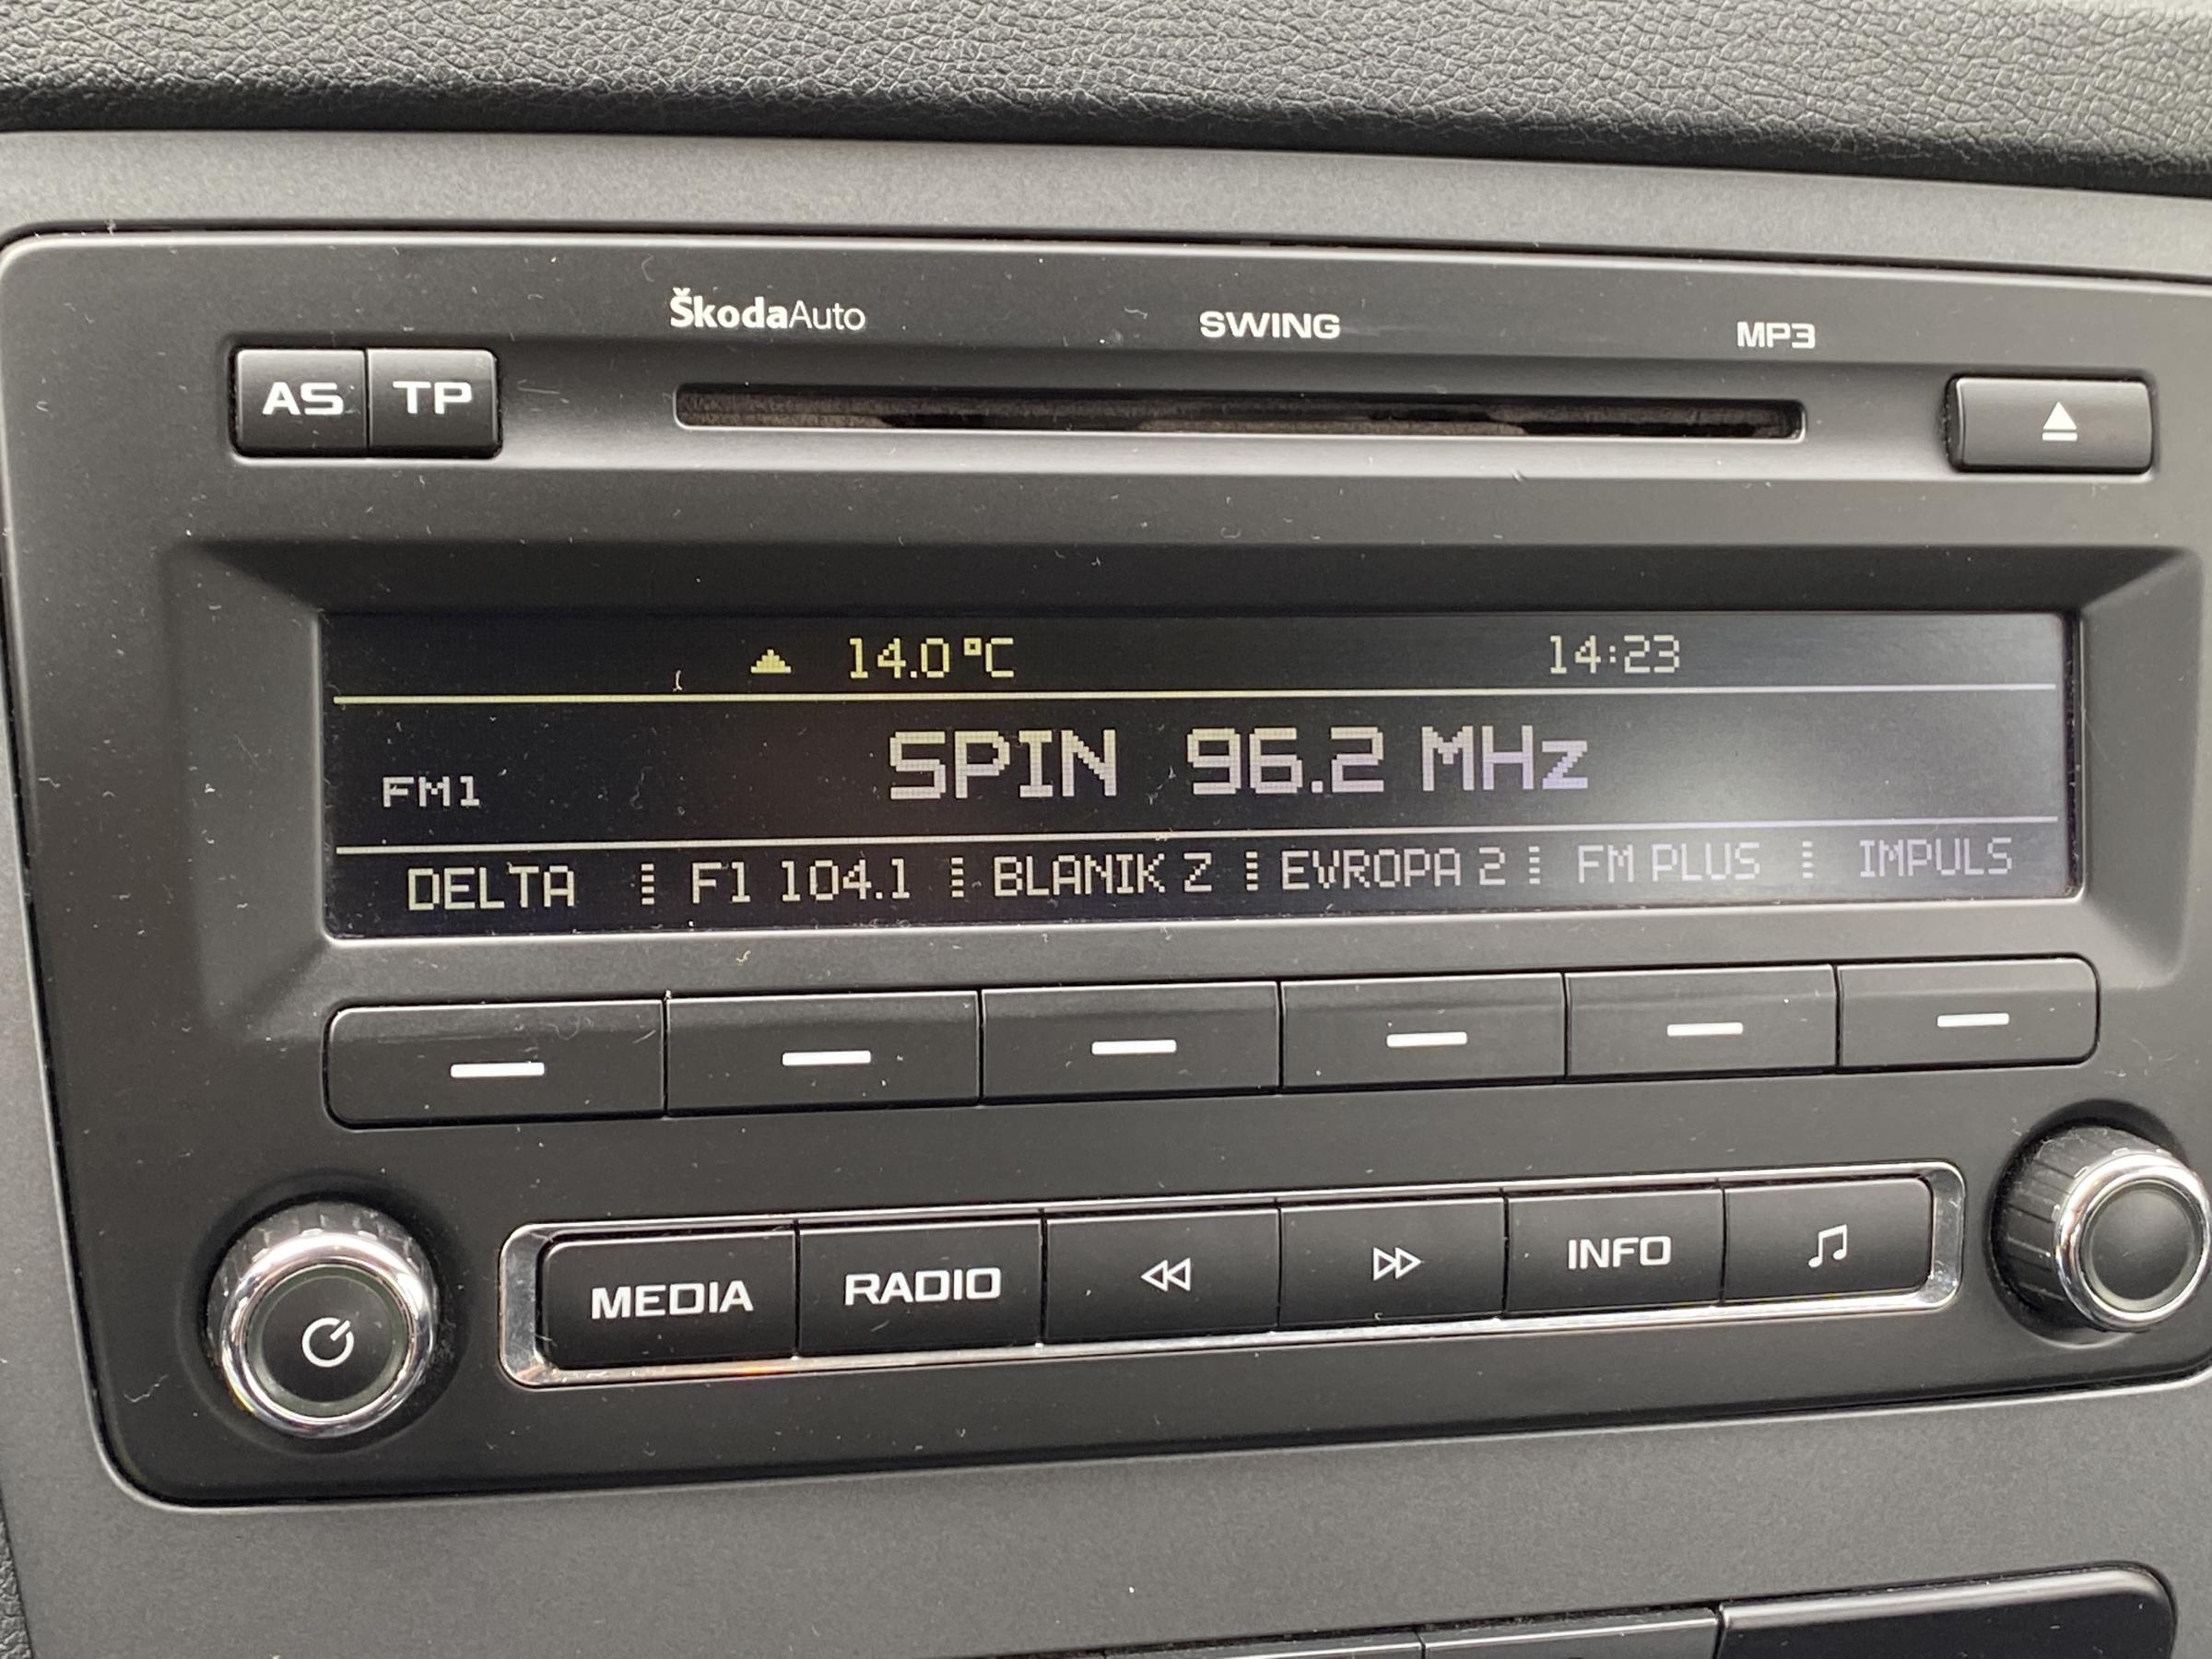 ŠkodaAuto SWING MP3
AS TP
14.0 °C 14:23
FM1 SPIN 96.2 MHz
DELTA F1 104.1 BLANIK Z EVROPA 2 FM PLUS IMPULS
MEDIA RADIO INFO